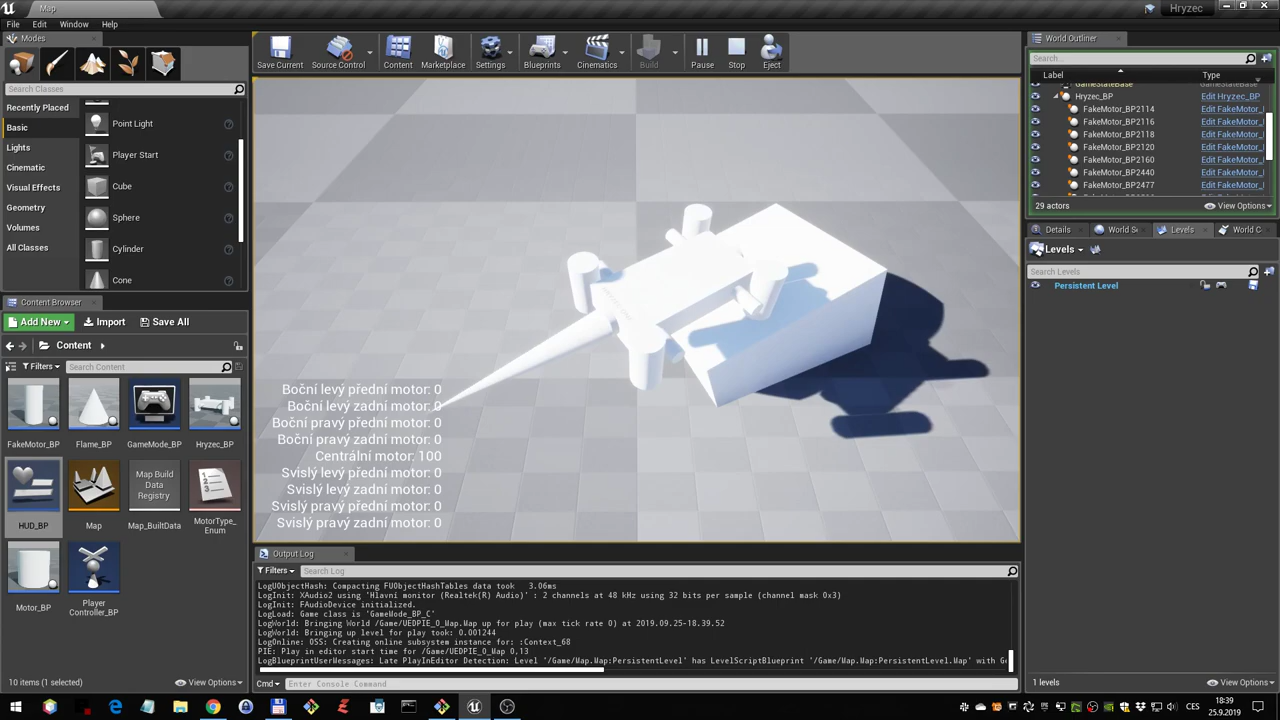 Map
Hryzec
File Edit Window Help
Modes
Search Classes
Recently Placed
Basic
Lights
Cinematic
Visual Effects
Geometry
Volumes
All Classes
Point Light
Player Start
Cube
Sphere
Cylinder
Cone
Save Current
Source Control
Content
Marketplace
Settings
Blueprints
Cinematics
Build
Pause
Stop
Eject
World Outliner
Search...
Label Type
GameStateBase GameStateBase
Hryzec_BP Edit Hryzec_BP
FakeMotor_BP2114 Edit FakeMotor_
FakeMotor_BP2116 Edit FakeMotor_
FakeMotor_BP2118 Edit FakeMotor_
FakeMotor_BP2120 Edit FakeMotor_
FakeMotor_BP2160 Edit FakeMotor_
FakeMotor_BP2440 Edit FakeMotor_
FakeMotor_BP2477 Edit FakeMotor_
29 actors View Options
Details World S Levels World C
Levels
Search Levels
Persistent Level
1 levels View Options
Content Browser
Add New Import Save All
Content
Filters Search Content
FakeMotor_BP Flame_BP GameMode_BP Hryzec_BP
Map Build
Data
Registry
HUD_BP Map Map_BuiltData MotorType_
Enum
Motor_BP Player
Controller_BP
10 items (1 selected) View Options
Boční levý přední motor: 0
Boční levý zadní motor: 0
Boční pravý přední motor: 0
Boční pravý zadní motor: 0
Centrální motor: 100
Svislý levý přední motor: 0
Svislý levý zadní motor: 0
Svislý pravý přední motor: 0
Svislý pravý zadní motor: 0
Output Log
Filters Search Log
LogUObjectHash: Compacting FUObjectHashTables data took 3.06ms
LogInit: XAudio2 using 'Hlavní monitor (Realtek(R) Audio)' : 2 channels at 48 kHz using 32 bits per sample (channel mask 0x3)
LogInit: FAudioDevice initialized.
LogLoad: Game class is 'GameMode_BP_C'
LogWorld: Bringing World /Game/UEDPIE_0_Map.Map up for play (max tick rate 0) at 2019.09.25-18.39.52
LogWorld: Bringing up level for play took: 0.001244
LogOnline: OSS: Creating online subsystem instance for: :Context_68
PIE: Play in editor start time for /Game/UEDPIE_0_Map 0,13
LogBlueprintUserMessages: Late PlayInEditor Detection: Level '/Game/Map.Map:PersistentLevel' has LevelScriptBlueprint '/Game/Map.Map:PersistentLevel.Map' with Ge
Cmd Enter Console Command
CES
18:39
25.9.2019